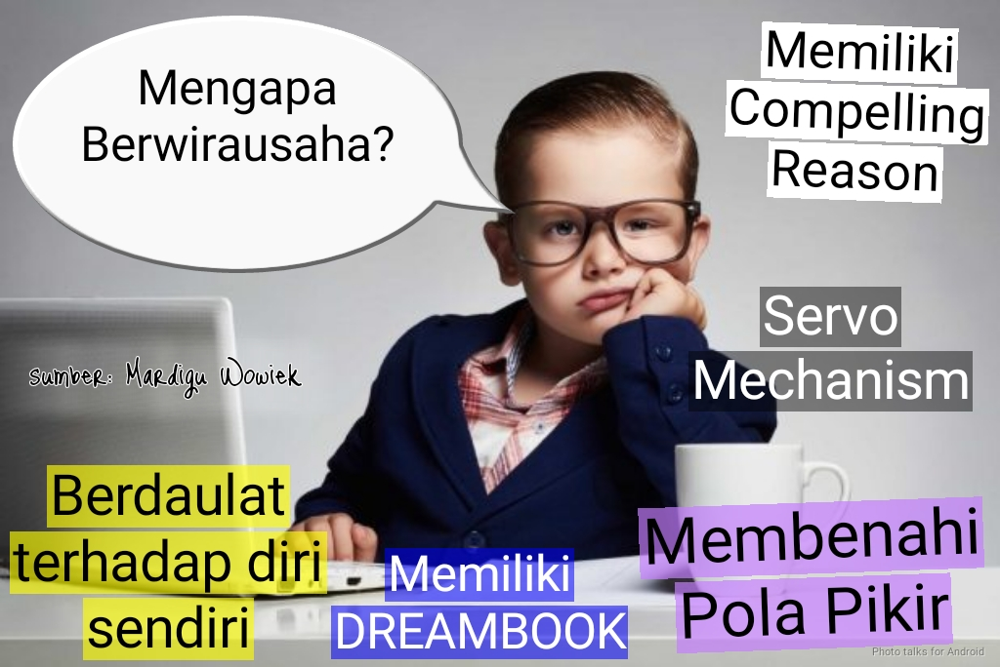 Mengapa
Berwirausaha?
Memiliki
Compelling
Reason
Servo
Mechanism
sumber: Mardigu Wowiek
Berdaulat
terhadap diri
sendiri
Memiliki
DREAMBOOK
Membenahi
Pola Pikir
Photo talks for Android